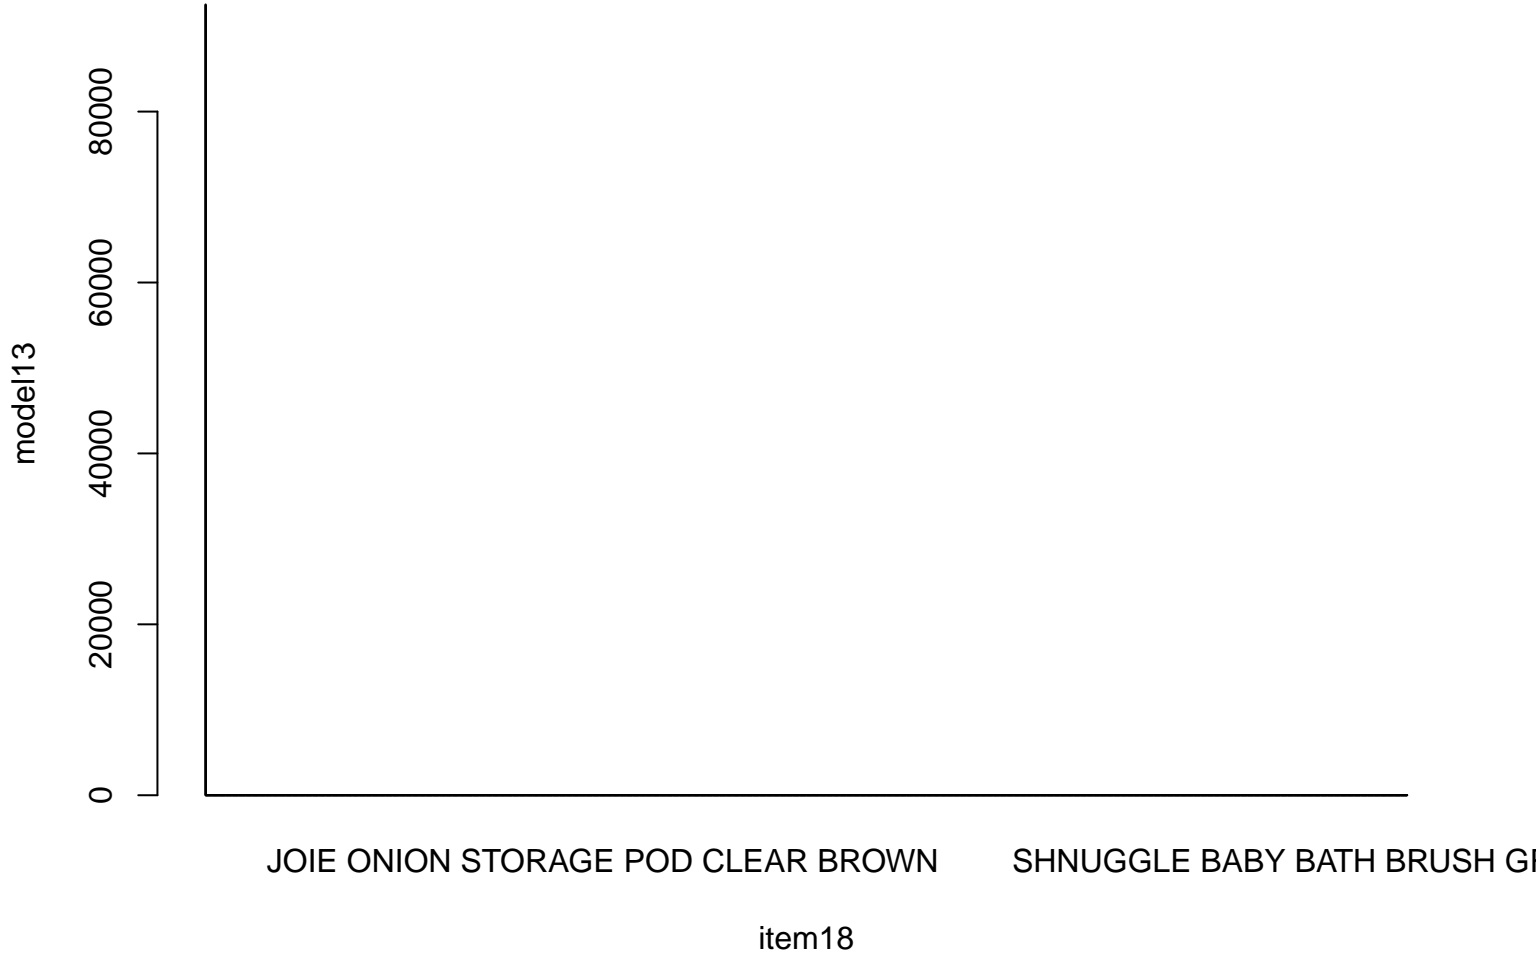 80000
60000
40000
20000
0
model13
JOIE ONION STORAGE POD CLEAR BROWN
SHNUGGLE BABY BATH BRUSH
item18